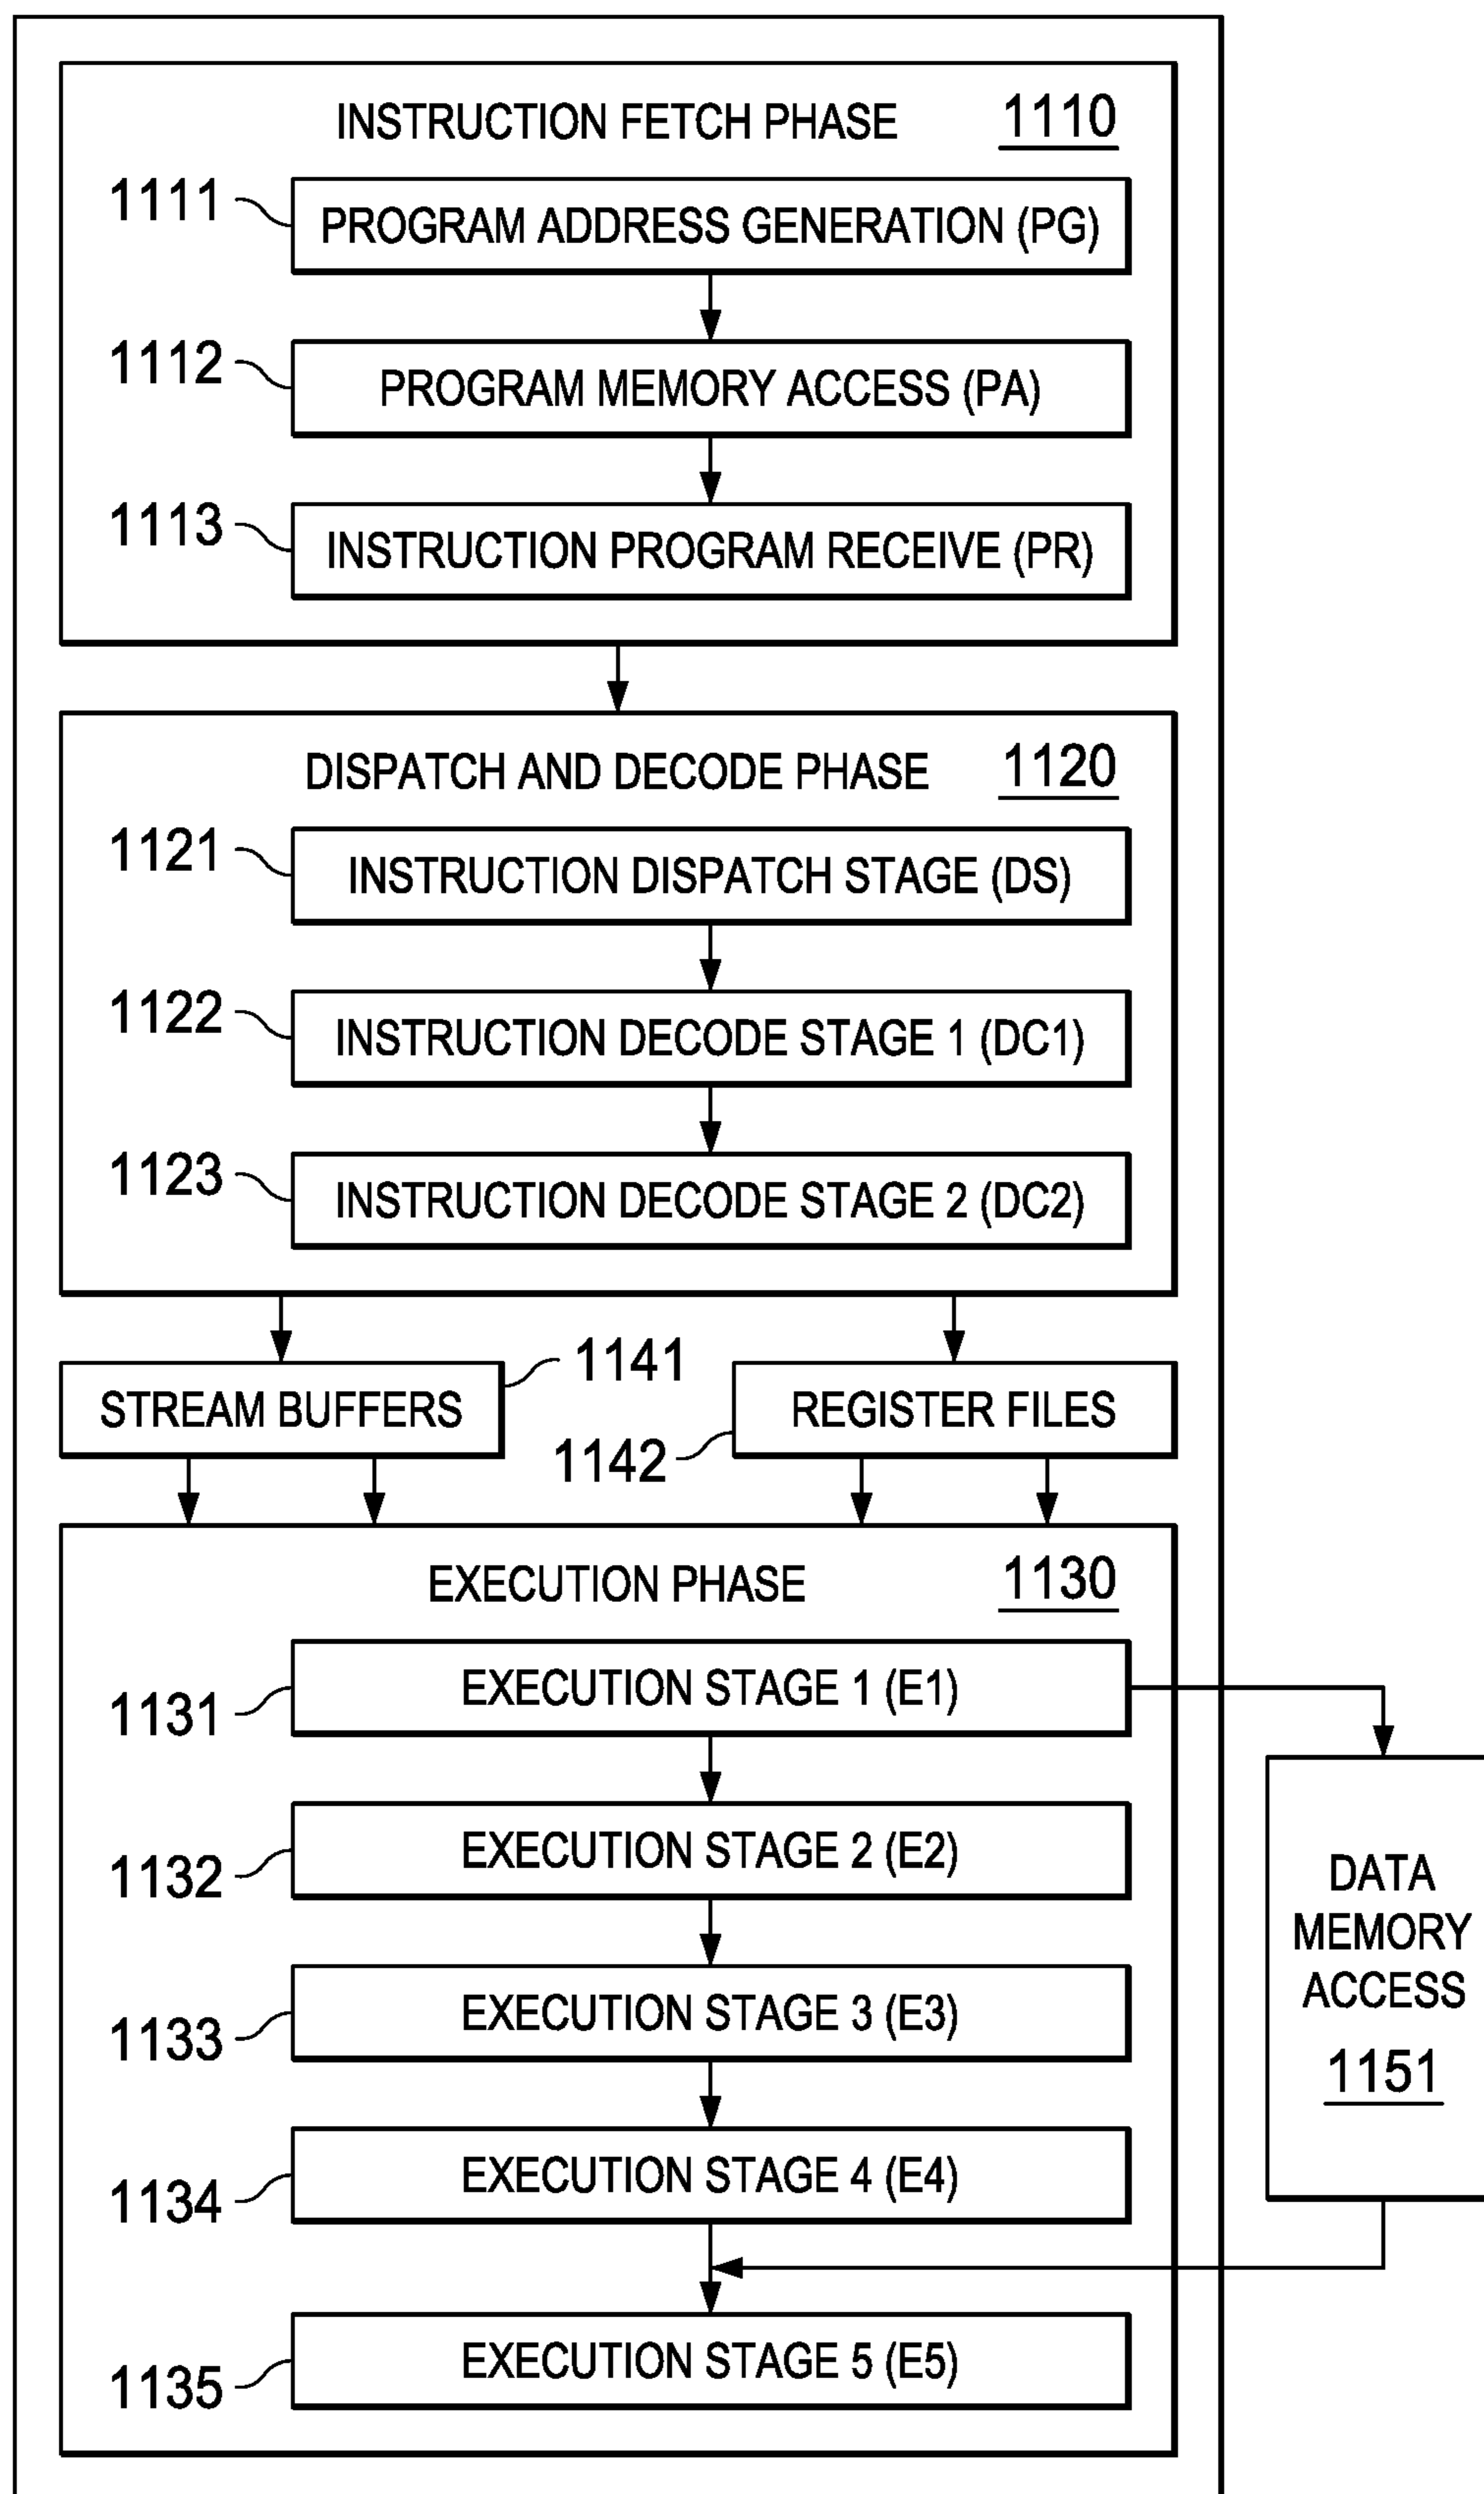 INSTRUCTION FETCH PHASE 1110
1111 PROGRAM ADDRESS GENERATION (PG)
1112 PROGRAM MEMORY ACCESS (PA)
1113 INSTRUCTION PROGRAM RECEIVE (PR)
DISPATCH AND DECODE PHASE 1120
1121 INSTRUCTION DISPATCH STAGE (DS)
1122 INSTRUCTION DECODE STAGE 1 (DC1)
1123 INSTRUCTION DECODE STAGE 2 (DC2)
STREAM BUFFERS 1141
1142 REGISTER FILES
EXECUTION PHASE 1130
1131 EXECUTION STAGE 1 (E1)
1132 EXECUTION STAGE 2 (E2)
1133 EXECUTION STAGE 3 (E3)
1134 EXECUTION STAGE 4 (E4)
1135 EXECUTION STAGE 5 (E5)
DATA
MEMORY
ACCESS
1151